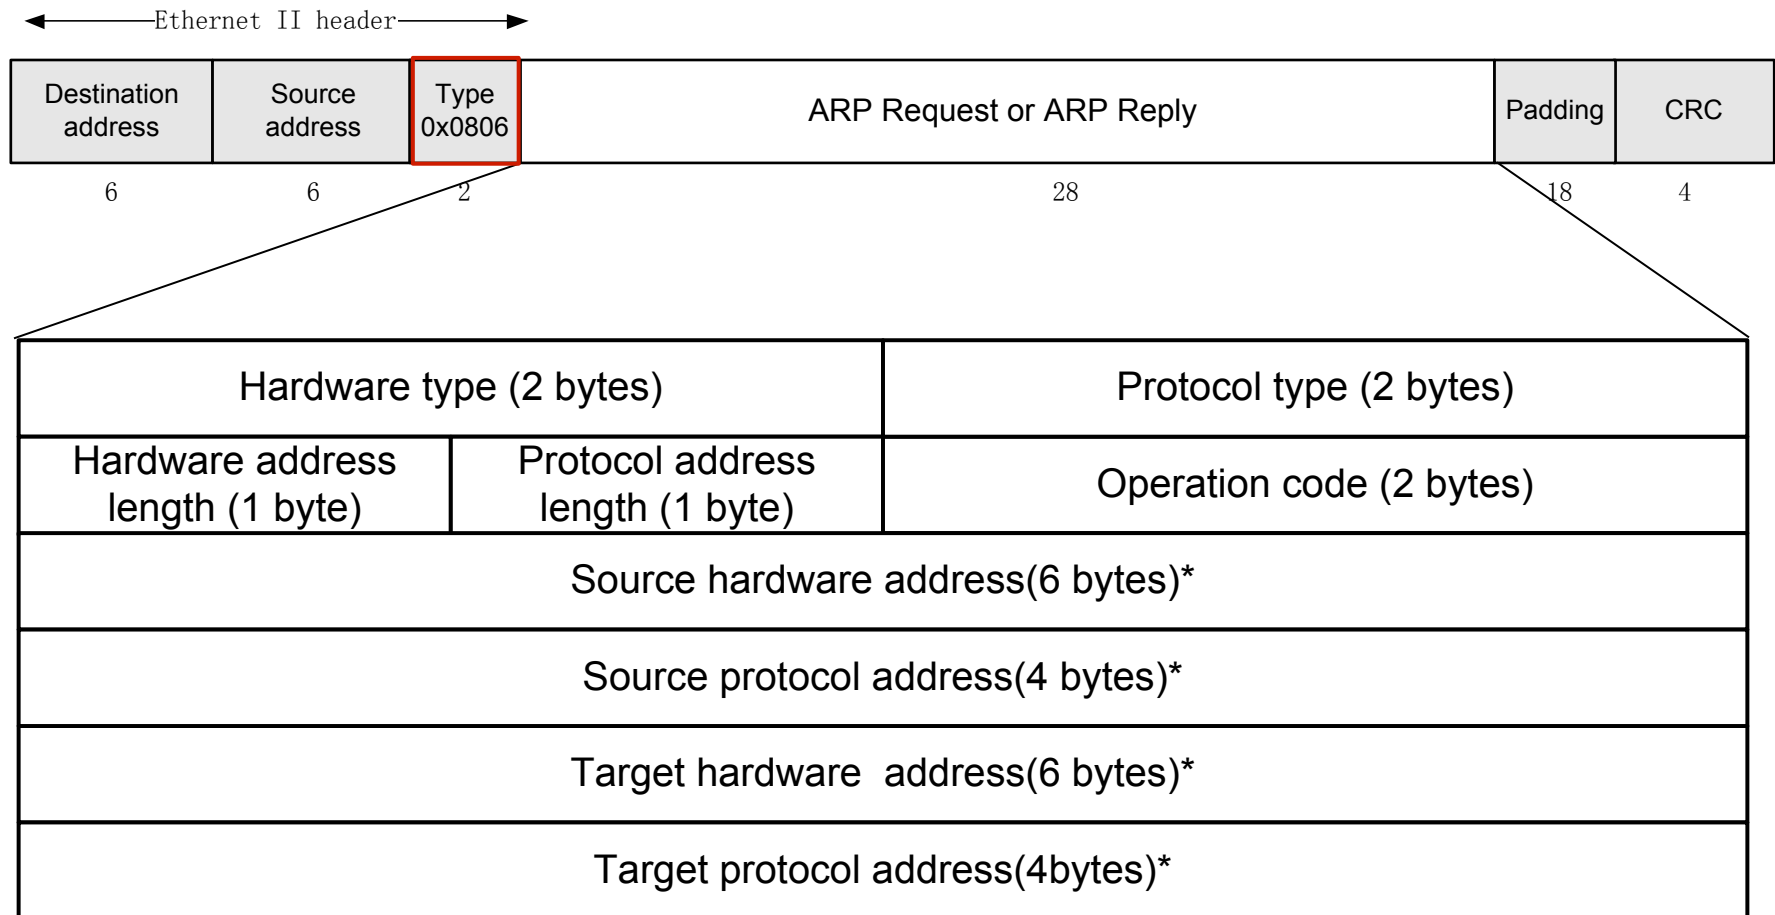 Ethernet II header
Destination
address
Source
address
Type
0x0806
ARP Request or ARP Reply
Padding
CRC
6
6
2
28
18
4
Hardware type (2 bytes)
Protocol type (2 bytes)
Hardware address
length (1 byte)
Protocol address
length (1 byte)
Operation code (2 bytes)
Source hardware address(6 bytes)*
Source protocol address(4 bytes)*
Target hardware  address(6 bytes)*
Target protocol address(4bytes)*